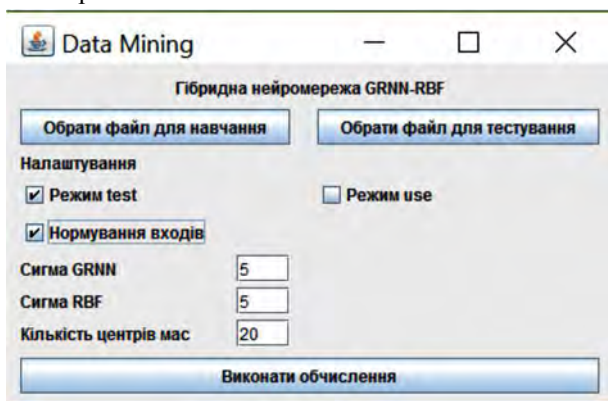 Data Mining
Гібридна нейромережа GRNN-RBF
Обрати файл для навчання Обрати файл для тестування
Налаштування
Режим test Режим use
Нормування входів
Сигма GRNN 5
Сигма RBF 5
Кількість центрів мас 20
Виконати обчислення